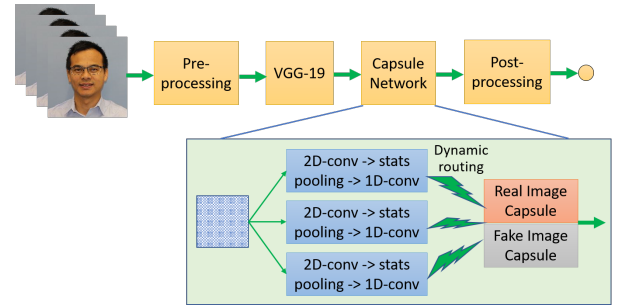 Pre-
processing
VGG-19
Capsule
Network
Post-
processing
2D-conv -> stats
pooling -> 1D-conv
2D-conv -> stats
pooling -> 1D-conv
2D-conv -> stats
pooling -> 1D-conv
Dynamic
routing
Real Image
Capsule
Fake Image
Capsule